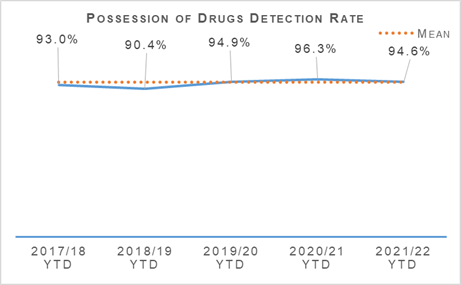 POSSESSION OF DRUGS DETECTION RATE
MEAN
93.0%
90.4%
94.9%
96.3%
94.6%
2017/18
YTD
2018/19
YTD
2019/20
YTD
2020/21
YTD
2021/22
YTD